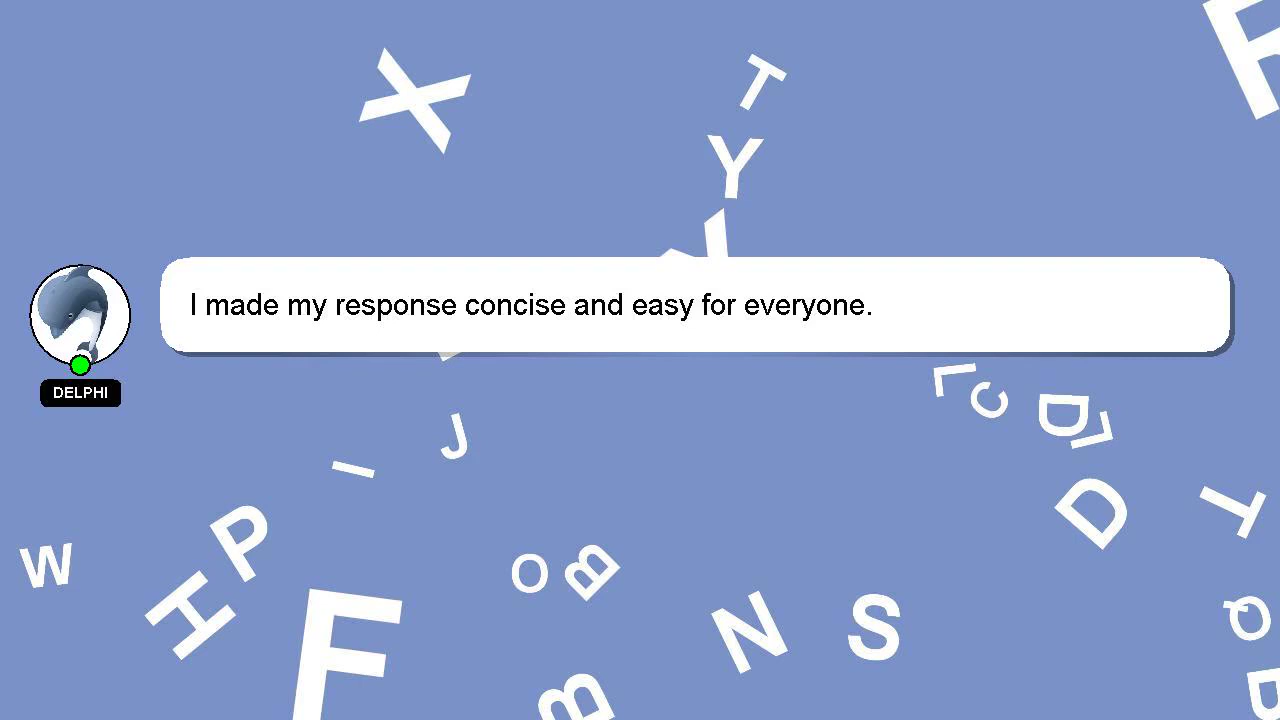 T
X
Y
I made my response concise and easy for everyone.
DELPHI
L
C
D
L
J
I
D
T
P
W
O
B
H
N
S
Q
F
B